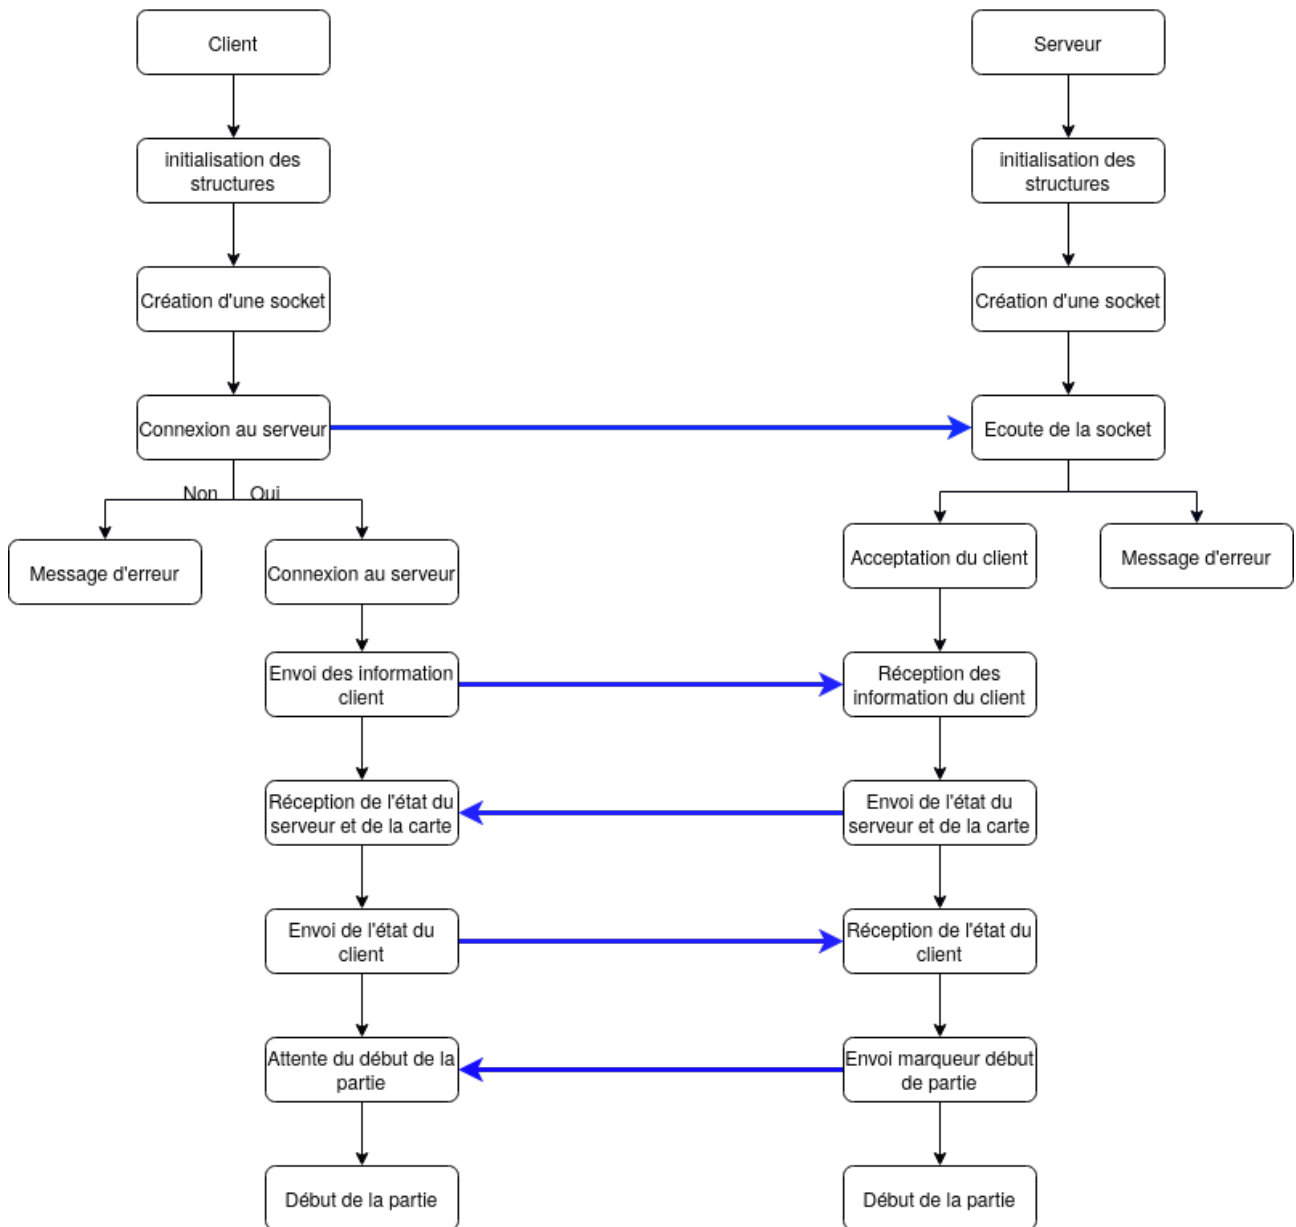 Client
Serveur
initialisation des
structures
initialisation des
structures
Création d'une socket
Création d'une socket
Connexion au serveur
Ecoute de la socket
Non
Oui
Message d'erreur
Connexion au serveur
Acceptation du client
Message d'erreur
Envoi des information
client
Réception des
information du client
Réception de l'état du
serveur et de la carte
Envoi de l'état du
serveur et de la carte
Envoi de l'état du
client
Réception de l'état du
client
Attente du début de la
partie
Envoi marqueur début
de partie
Début de la partie
Début de la partie